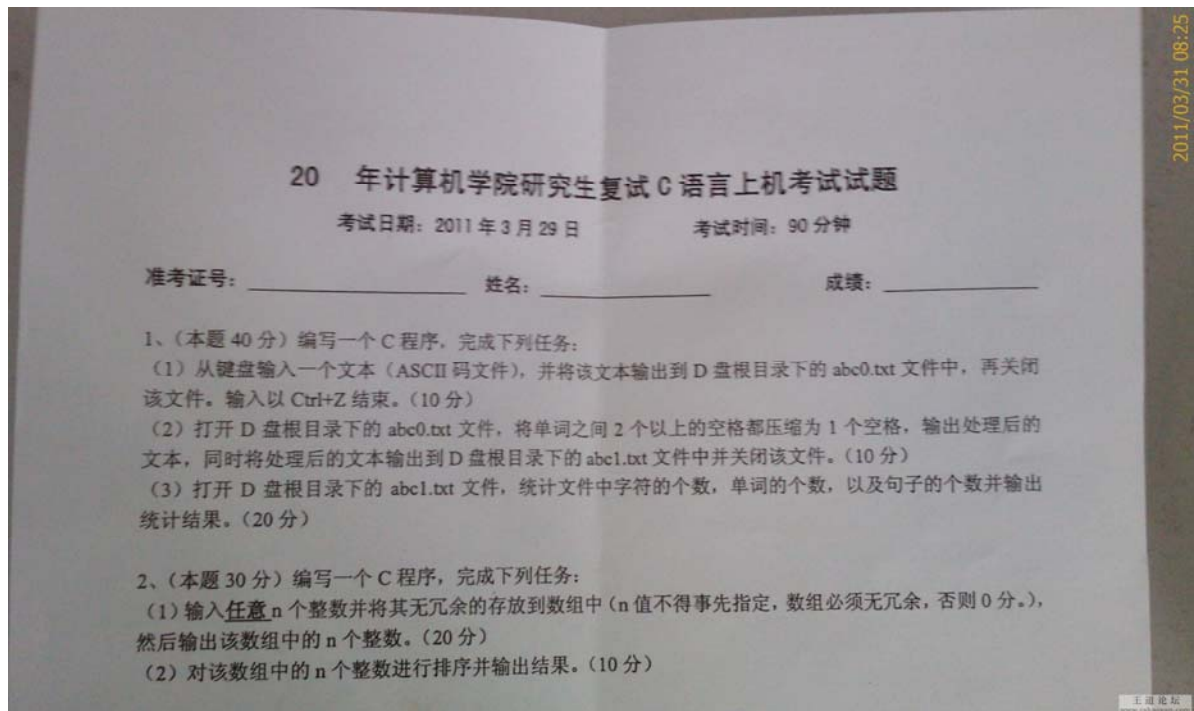 2011/03/31 08:25
20 年计算机学院研究生复试 C 语言上机考试试题
考试日期：2011 年 3 月 29 日 考试时间：90 分钟
准考证号： 姓名： 成绩：
1、（本题 40 分）编写一个 C 程序，完成下列任务：
（1）从键盘输入一个文本（ASCII 码文件），并将该文本输出到 D 盘根目录下的 abc0.txt 文件中，再关闭
该文件。输入以 Ctrl+Z 结束。（10 分）
（2）打开 D 盘根目录下的 abc0.txt 文件，将单词之间 2 个以上的空格都压缩为 1 个空格，输出处理后的
文本，同时将处理后的文本输出到 D 盘根目录下的 abc1.txt 文件中并关闭该文件。（10 分）
（3）打开 D 盘根目录下的 abc1.txt 文件，统计文件中字符的个数，单词的个数，以及句子的个数并输出
统计结果。（20 分）
2、（本题 30 分）编写一个 C 程序，完成下列任务：
（1）输入任意 n 个整数并将其无冗余的存放到数组中（n 值不得事先指定，数组必须无冗余，否则 0 分。），
然后输出该数组中的 n 个整数。（20 分）
（2）对该数组中的 n 个整数进行排序并输出结果。（10 分）
王道论坛